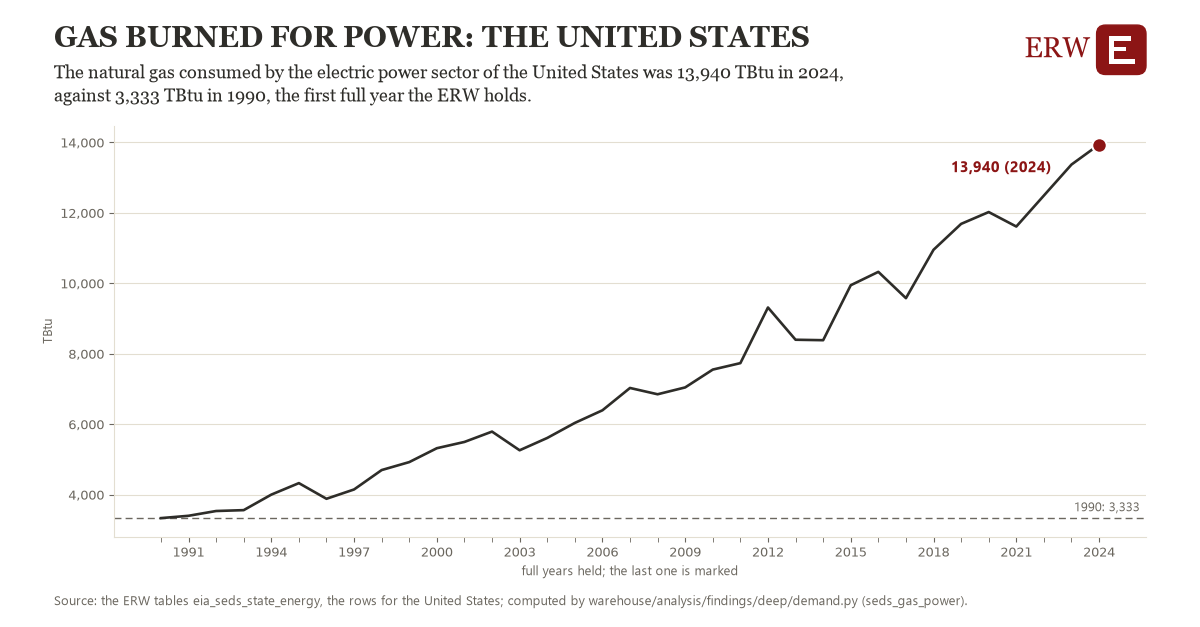 GAS BURNED FOR POWER: THE UNITED STATES
The natural gas consumed by the electric power sector of the United States was 13,940 TBtu in 2024,
against 3,333 TBtu in 1990, the first full year the ERW holds.
ERW E
14,000
12,000
10,000
8,000
6,000
4,000
TBtu
13,940 (2024)
1990: 3,333
1991 1994 1997 2000 2003 2006 2009 2012 2015 2018 2021 2024
full years held; the last one is marked
Source: the ERW tables eia_seds_state_energy, the rows for the United States; computed by warehouse/analysis/findings/deep/demand.py (seds_gas_power).